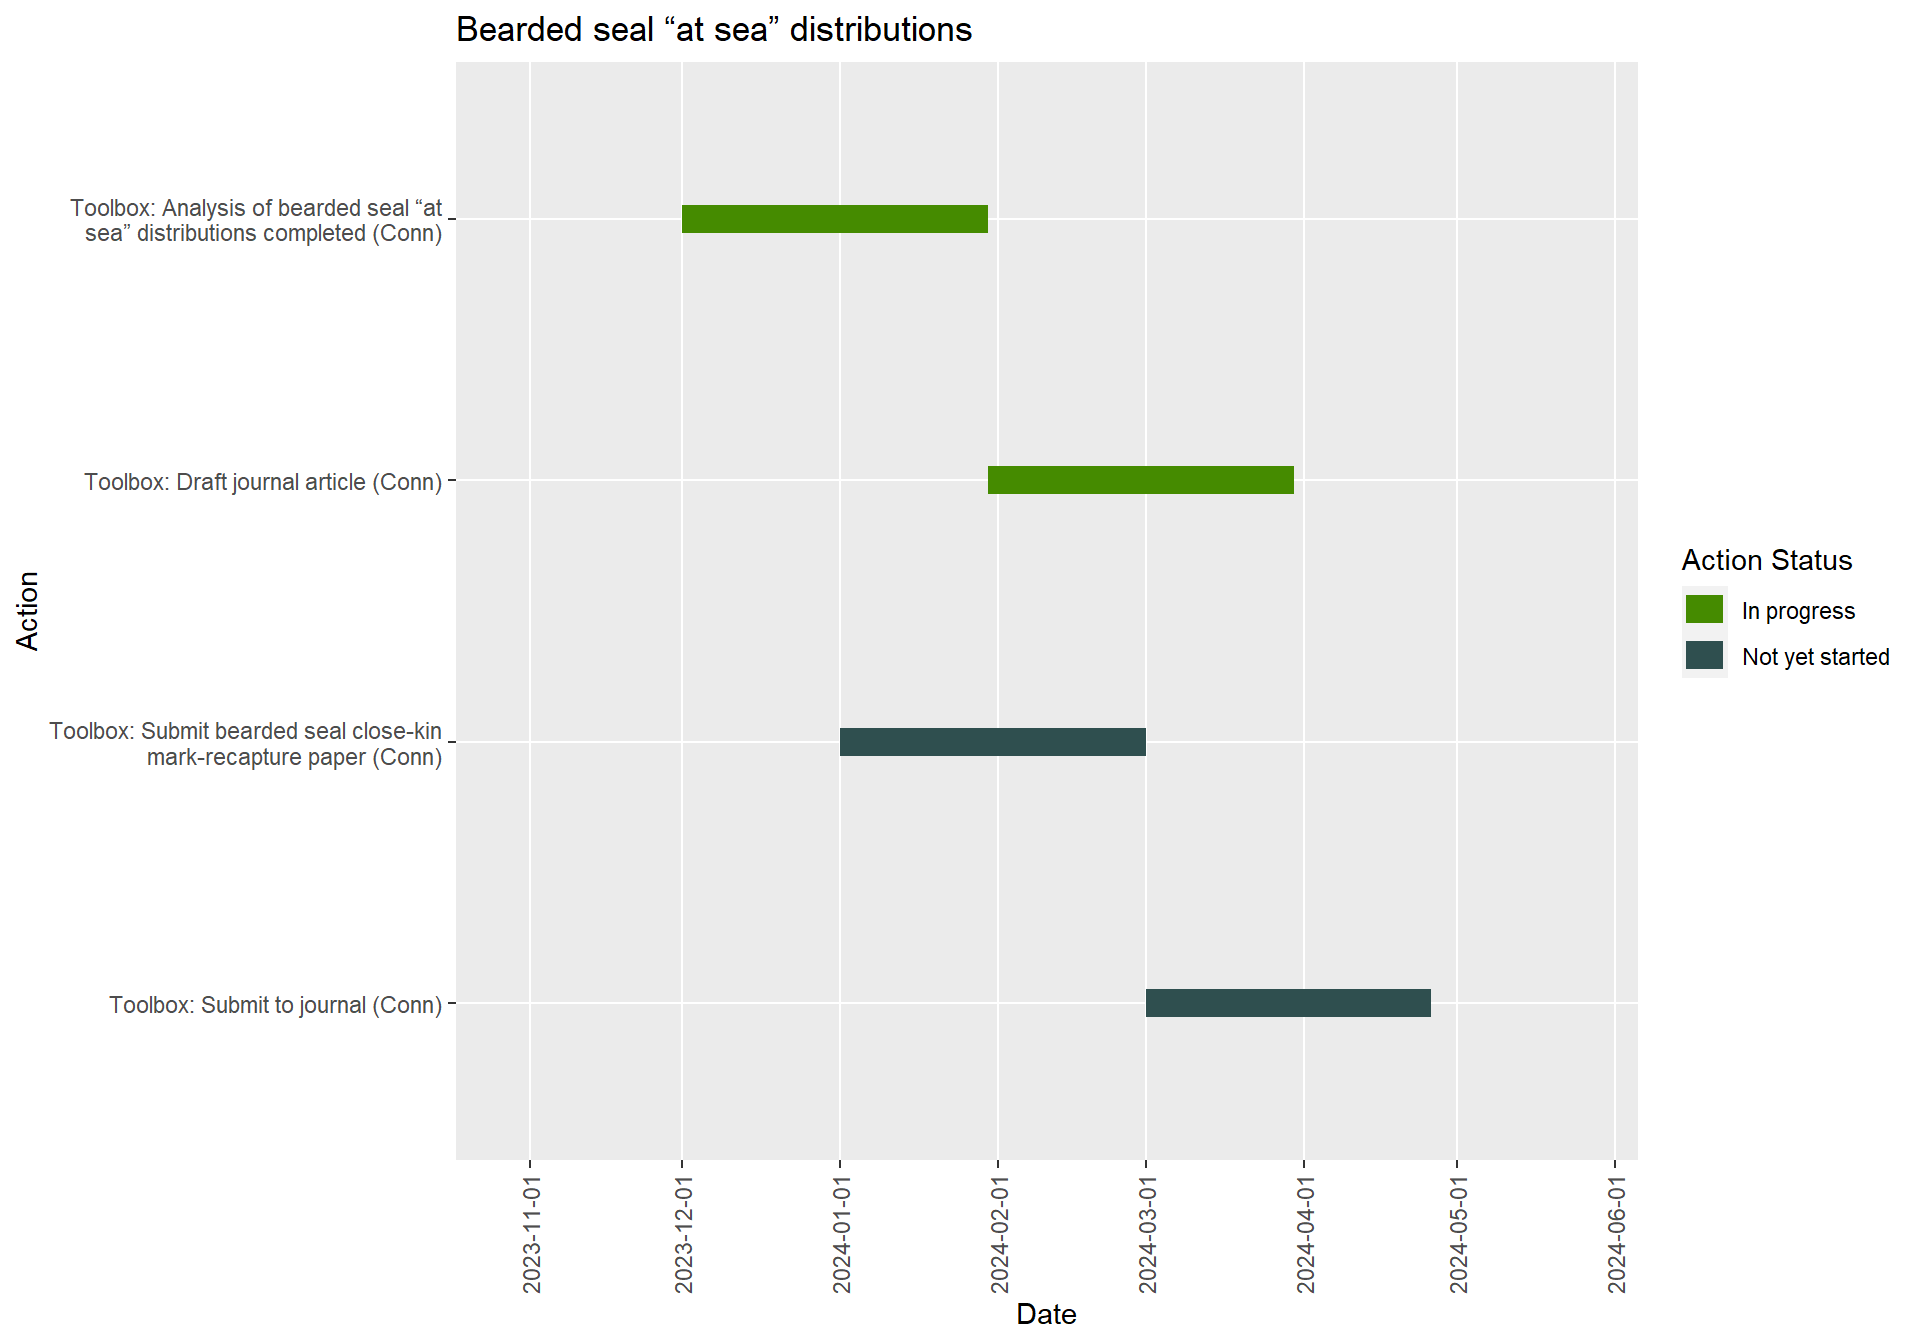 Bearded seal “at sea” distributions
Toolbox: Analysis of bearded seal “at
sea” distributions completed (Conn)
Toolbox: Draft journal article (Conn)
Toolbox: Submit bearded seal close-kin
mark-recapture paper (Conn)
Toolbox: Submit to journal (Conn)
Action
2023-11-01
2023-12-01
2024-01-01
2024-02-01
2024-03-01
2024-04-01
2024-05-01
2024-06-01
Date
Action Status
In progress
Not yet started